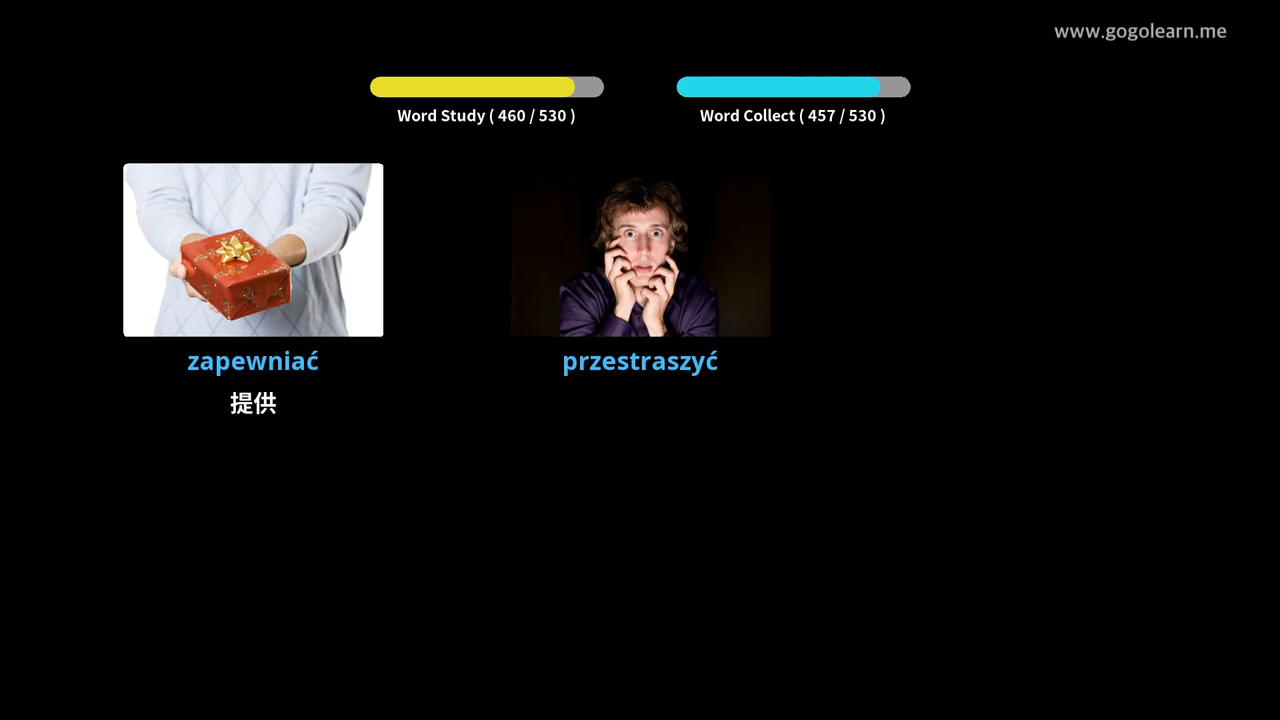 www.gogolearn.me
Word Study ( 460 / 530 )
Word Collect ( 457 / 530 )
zapewniać
przestraszyć
提供